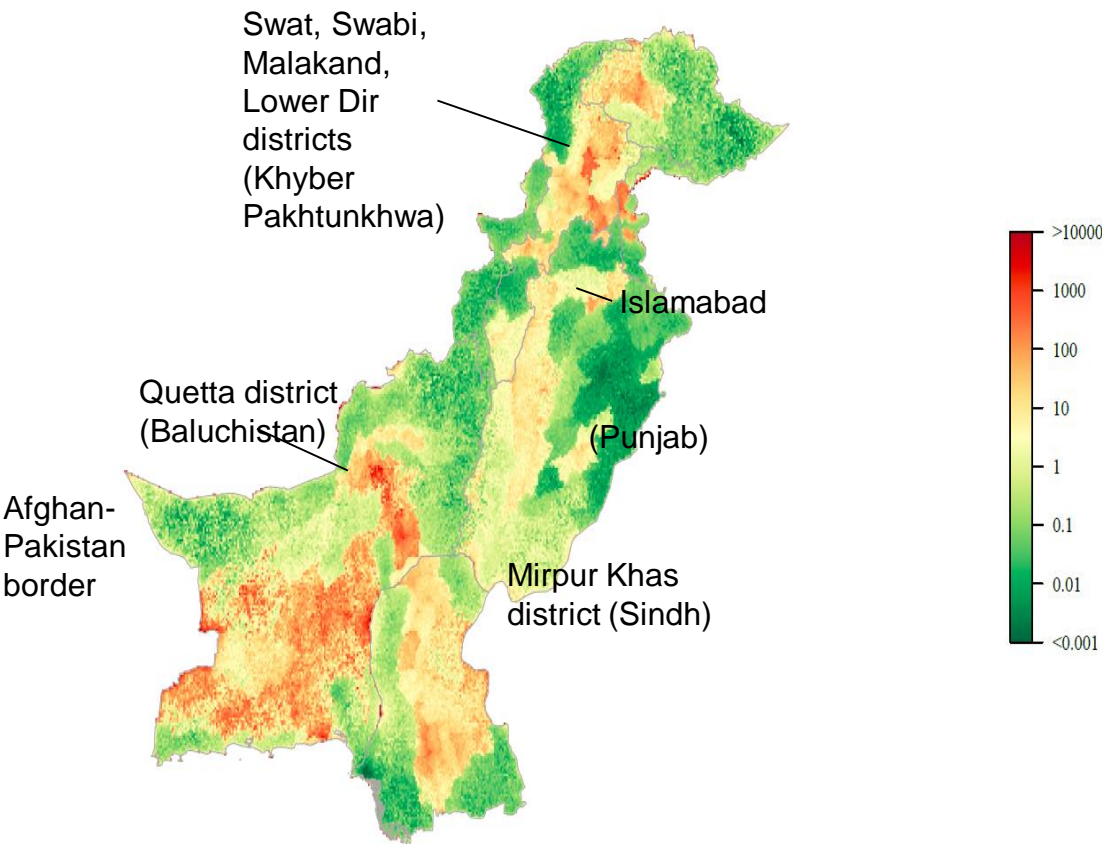 Swat, Swabi,
Malakand,
Lower Dir
districts
(Khyber
Pakhtunkhwa)
Islamabad
Quetta district
(Baluchistan)
(Punjab)
Afghan-
Pakistan
border
Mirpur Khas
district (Sindh)
>10000
1000
100
10
1
0.1
0.01
<0.001